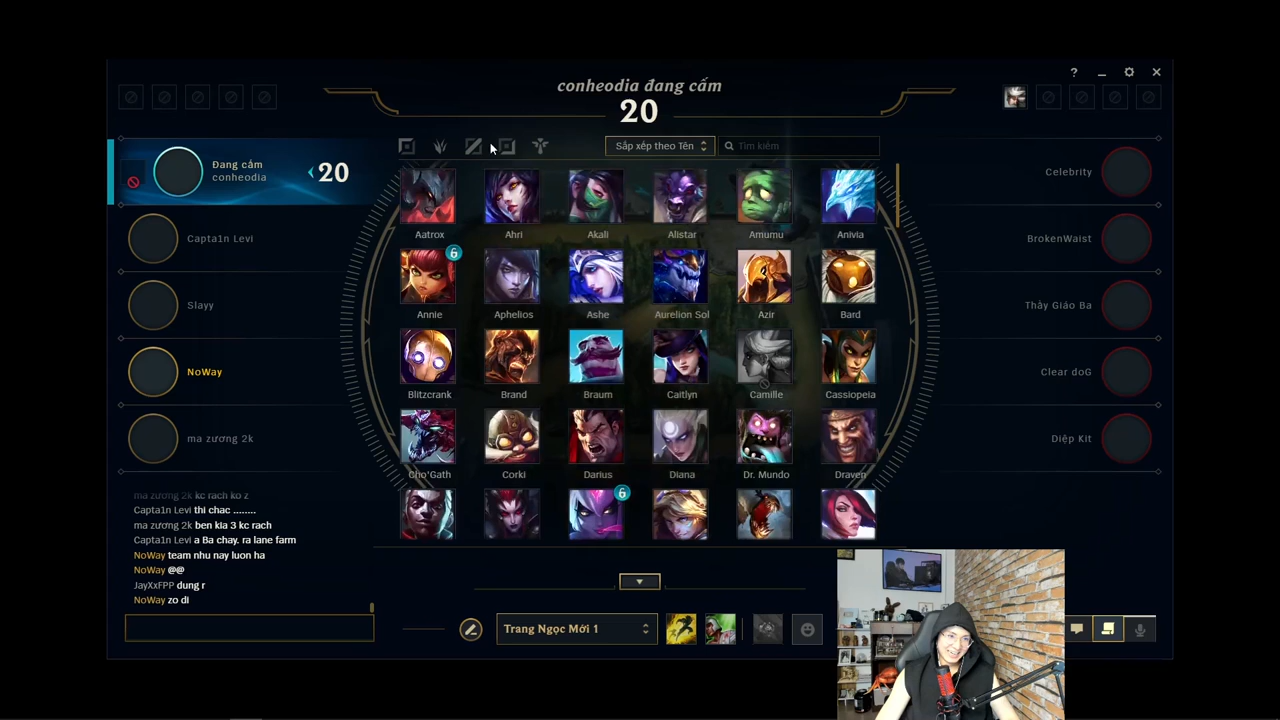 conheodia đang cấm
20
?
Đang cấm
conheodia
20
Capta1n Levi
Slayy
NoWay
ma zương 2k
Sắp xếp theo Tên
Tìm kiếm
Aatrox
Ahri
Akali
Alistar
Amumu
Anivia
6
Annie
Aphelios
Ashe
Aurelion Sol
Azir
Bard
Blitzcrank
Brand
Braum
Caitlyn
Camille
Cassiopeia
Cho'Gath
Corki
Darius
Diana
Dr. Mundo
Draven
6
Celebrity
BrokenWaist
Thầy Giáo Ba
Clear doG
Diệp Kit
ma zương 2k kc rach ko z
Capta1n Levi thi chac ........
ma zương 2k ben kia 3 kc rach
Capta1n Levi a Ba chay. ra lane farm
NoWay team nhu nay luon ha
NoWay @@
JayXxFPP dung r
NoWay zo di
Trang Ngọc Mới 1